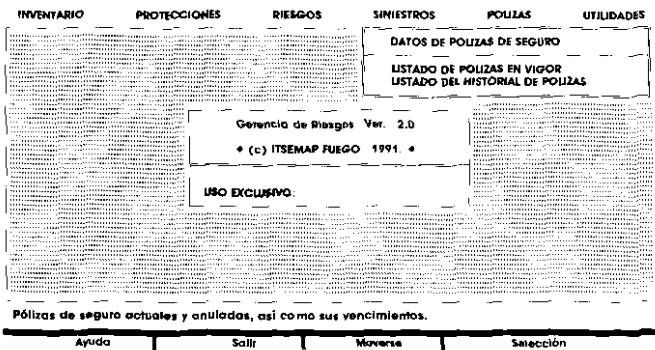 INVENTARIO PROTECCIONES RIESGOS SINIESTROS POLIZAS UTILIDADES
DATOS DE POLIZAS DE SEGURO
LISTADO DE POLIZAS EN VIGOR
LISTADO DEL HISTORIAL DE POLIZAS
Gerencia de Riesgos Ver. 2.0
* (c) ITSEMAP FUEGO 1991. *
USO EXCLUSIVO:
Pólizas de seguro actuales y anuladas, así como sus vencimientos.
Ayuda Salir Moverse Selección